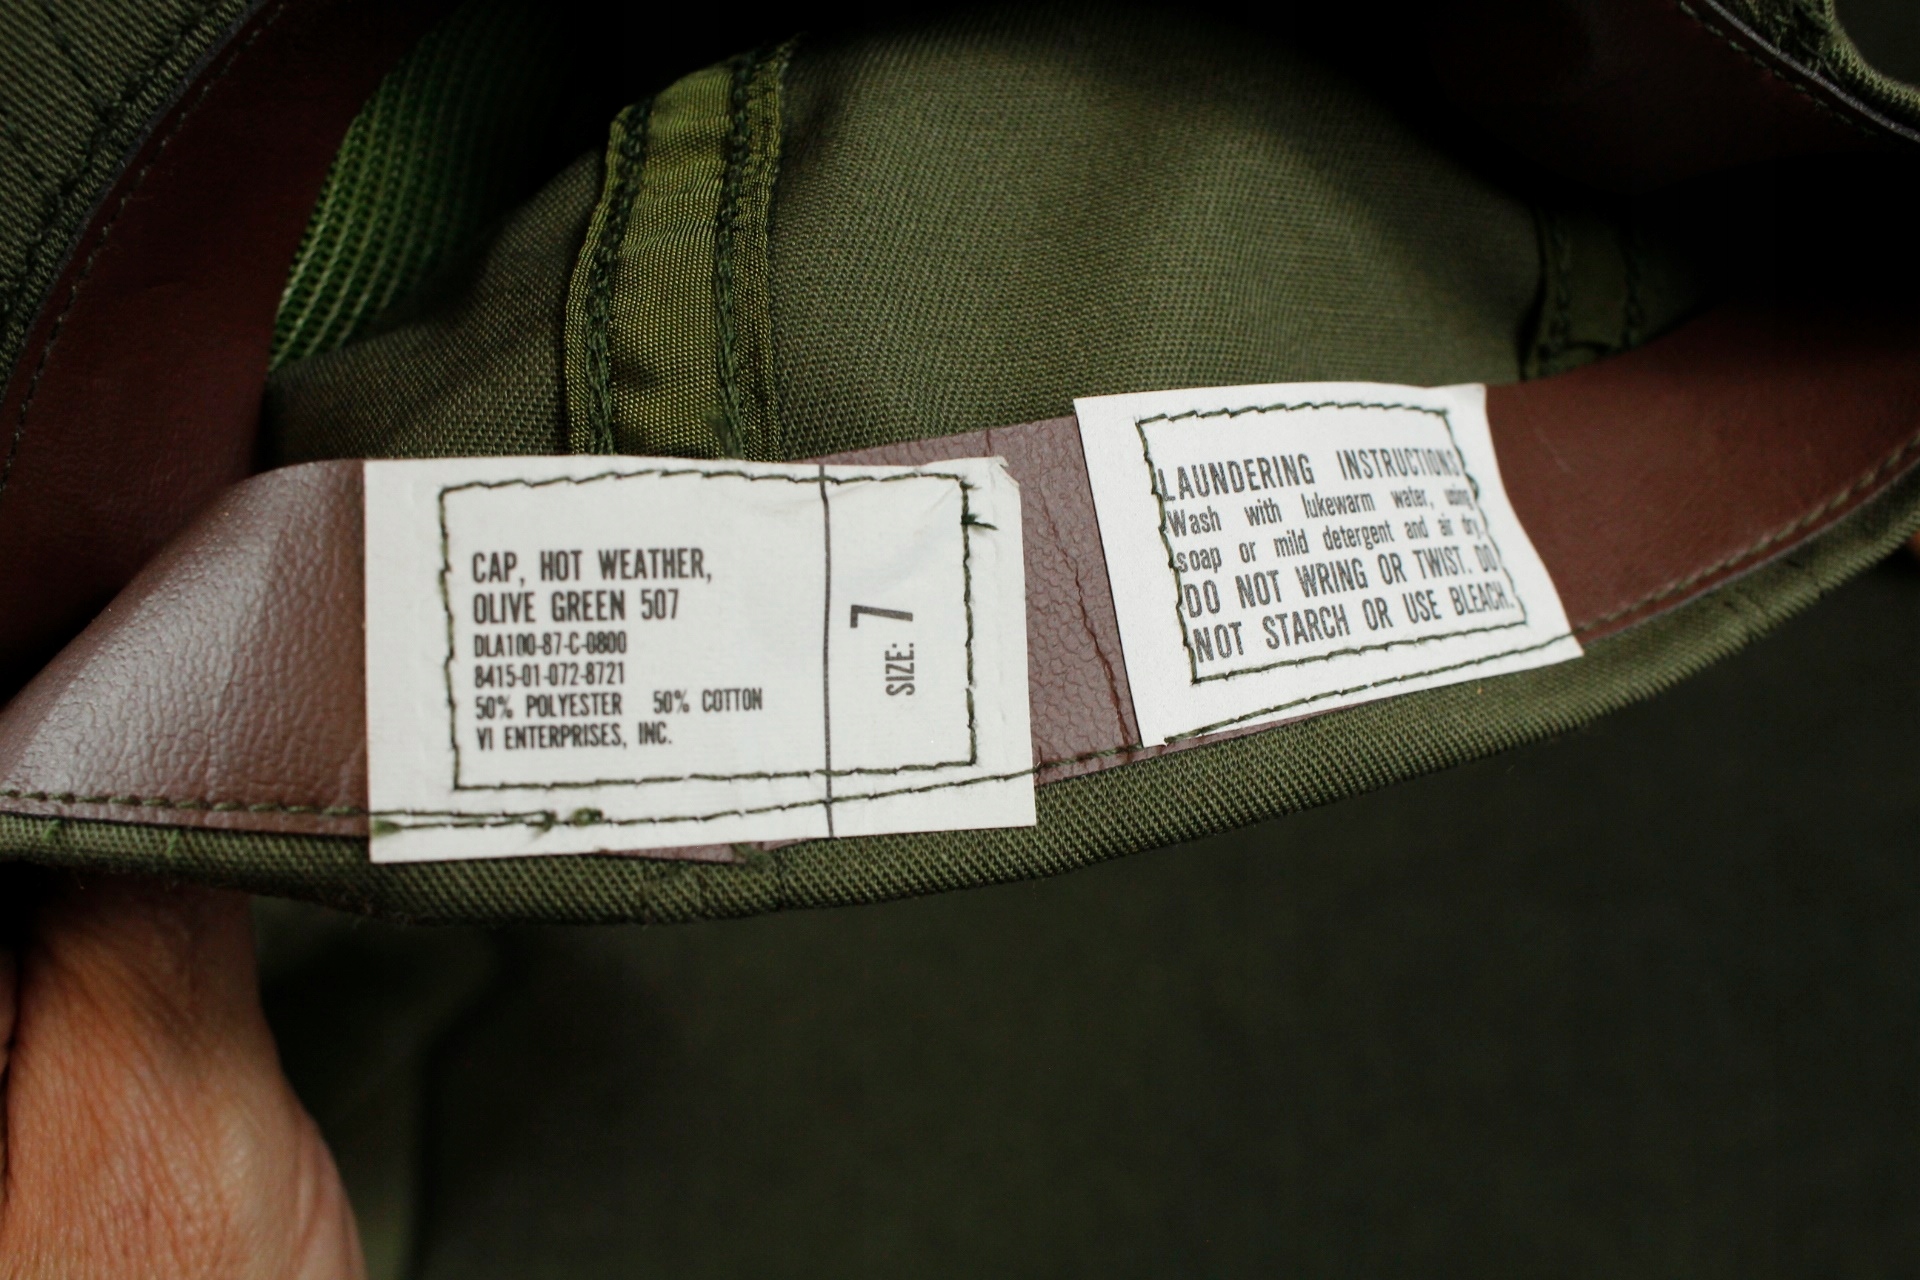 CAP, HOT WEATHER,
OLIVE GREEN 507
DLA100-87-C-0800
8415-01-072-8721
50% POLYESTER 50% COTTON
VI ENTERPRISES, INC.
SIZE: 7
LAUNDERING INSTRUCTIONS
Wash with lukewarm water, using
soap or mild detergent and air dry.
DO NOT WRING OR TWIST. DO
NOT STARCH OR USE BLEACH.